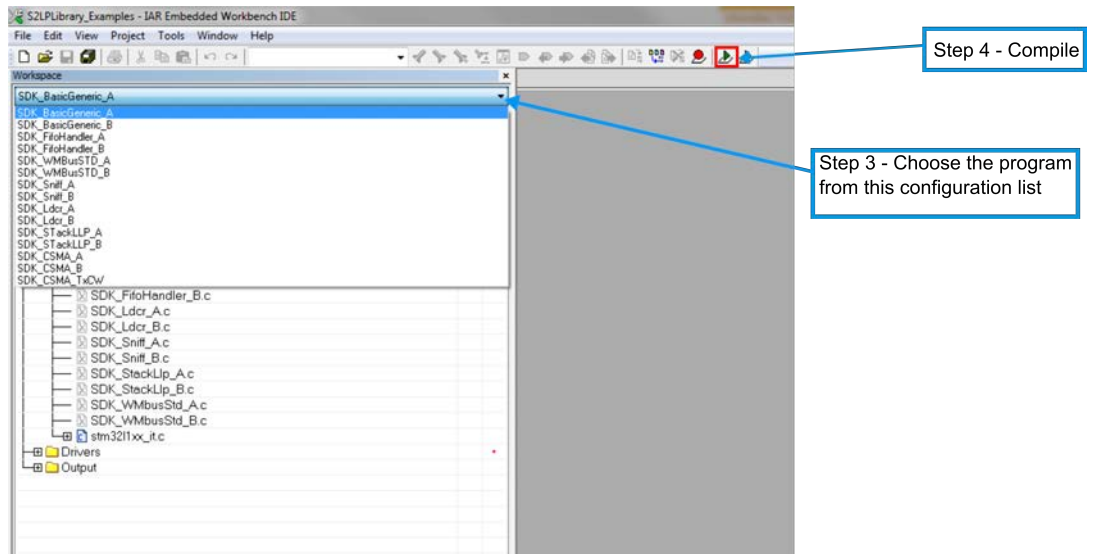 S2LPLibrary_Examples - IAR Embedded Workbench IDE
File Edit View Project Tools Window Help
Step 4 - Compile
Workspace
SDK_BasicGeneric_A
SDK_BasicGeneric_A
SDK_BasicGeneric_B
SDK_FifoHandler_A
SDK_FifoHandler_B
SDK_WMBusSTD_A
SDK_WMBusSTD_B
SDK_Sniff_A
SDK_Sniff_B
SDK_Ldcr_A
SDK_Ldcr_B
SDK_STackLLP_A
SDK_STackLLP_B
SDK_CSMA_A
SDK_CSMA_B
SDK_CSMA_TxCW
Step 3 - Choose the program
from this configuration list
SDK_FifoHandler_B.c
SDK_Ldcr_A.c
SDK_Ldcr_B.c
SDK_Sniff_A.c
SDK_Sniff_B.c
SDK_StackLlp_A.c
SDK_StackLlp_B.c
SDK_WMbusStd_A.c
SDK_WMbusStd_B.c
stm32l1xx_it.c
Drivers
Output